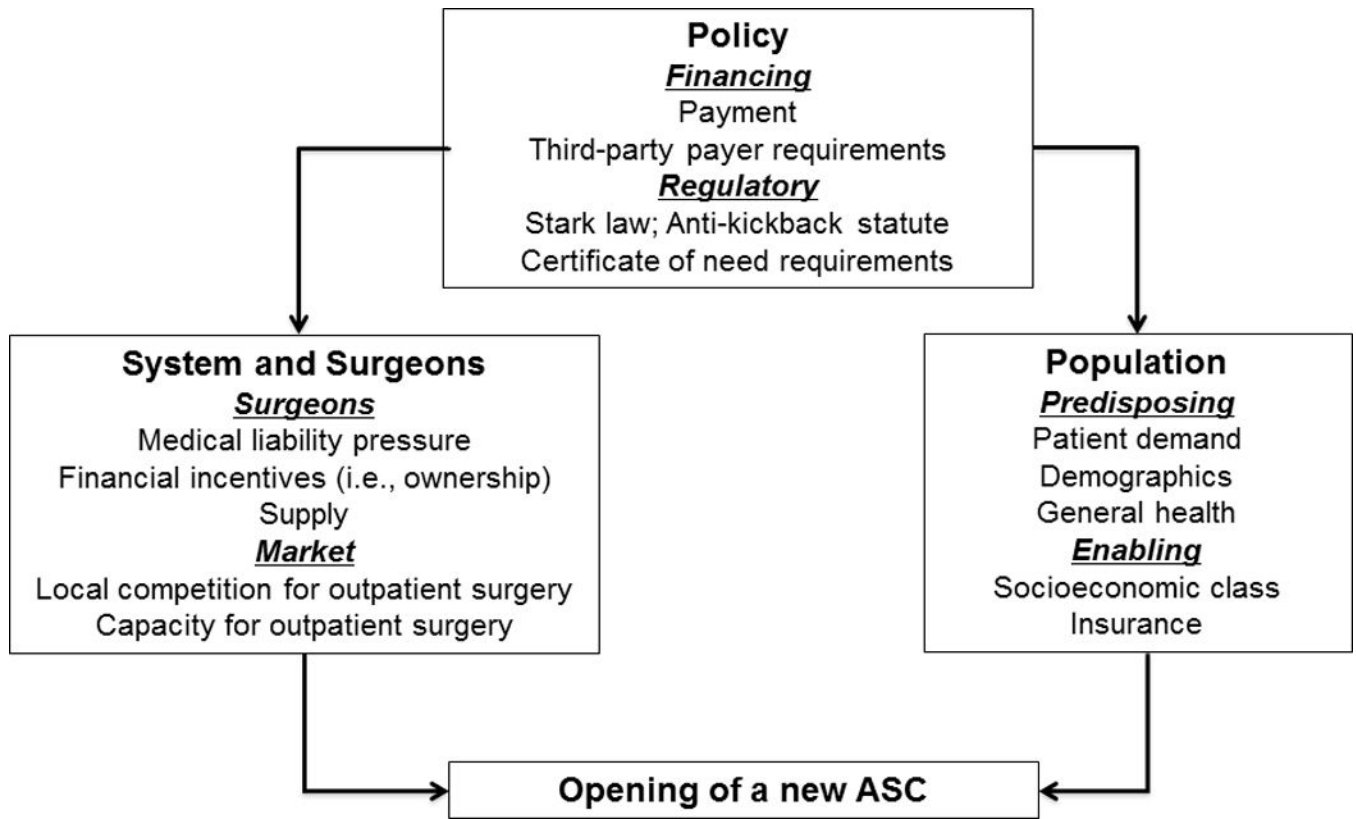 Policy
Financing
Payment
Third-party payer requirements
Regulatory
Stark law; Anti-kickback statute
Certificate of need requirements
System and Surgeons
Surgeons
Medical liability pressure
Financial incentives (i.e., ownership)
Supply
Market
Local competition for outpatient surgery
Capacity for outpatient surgery
Population
Predisposing
Patient demand
Demographics
General health
Enabling
Socioeconomic class
Insurance
Opening of a new ASC